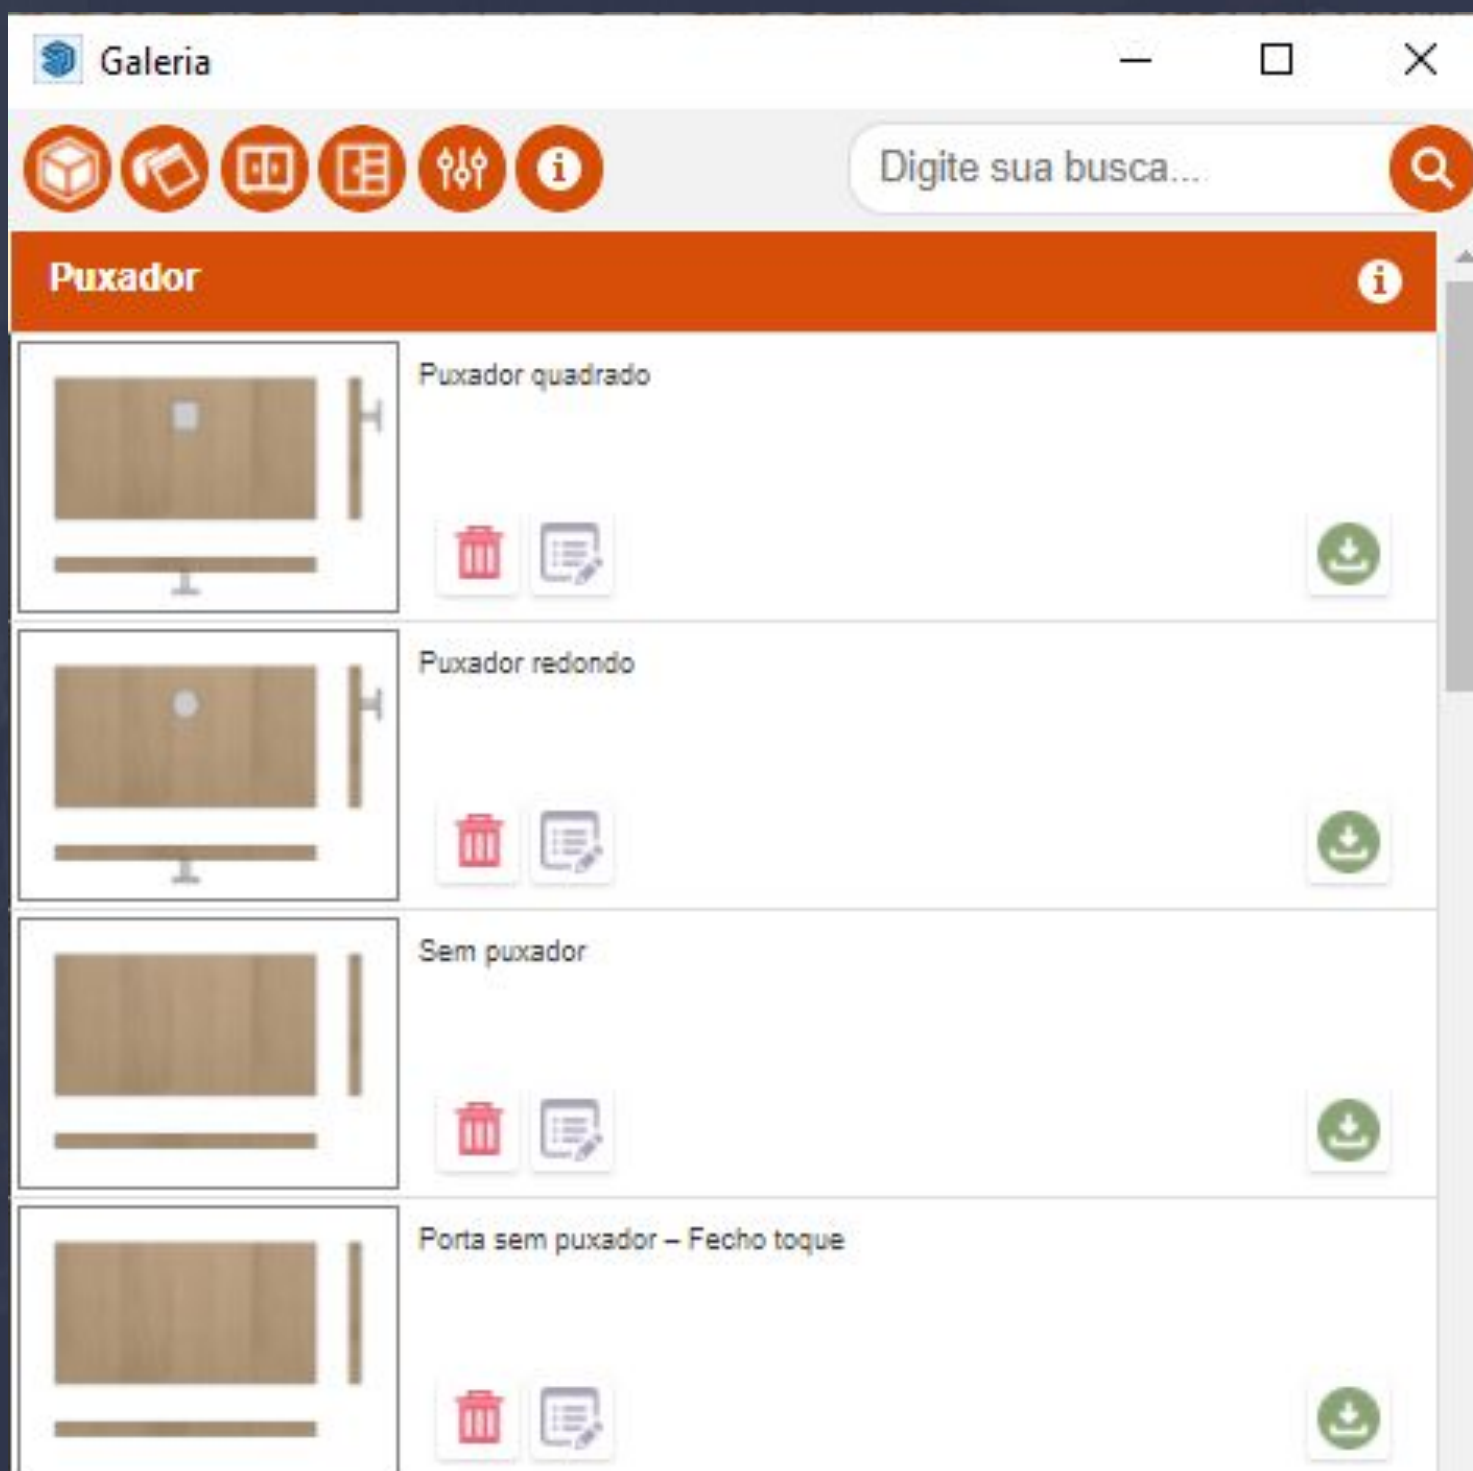 Galeria
Digite sua busca...
Puxador
Puxador quadrado
Puxador redondo
Sem puxador
Porta sem puxador – Fecho toque